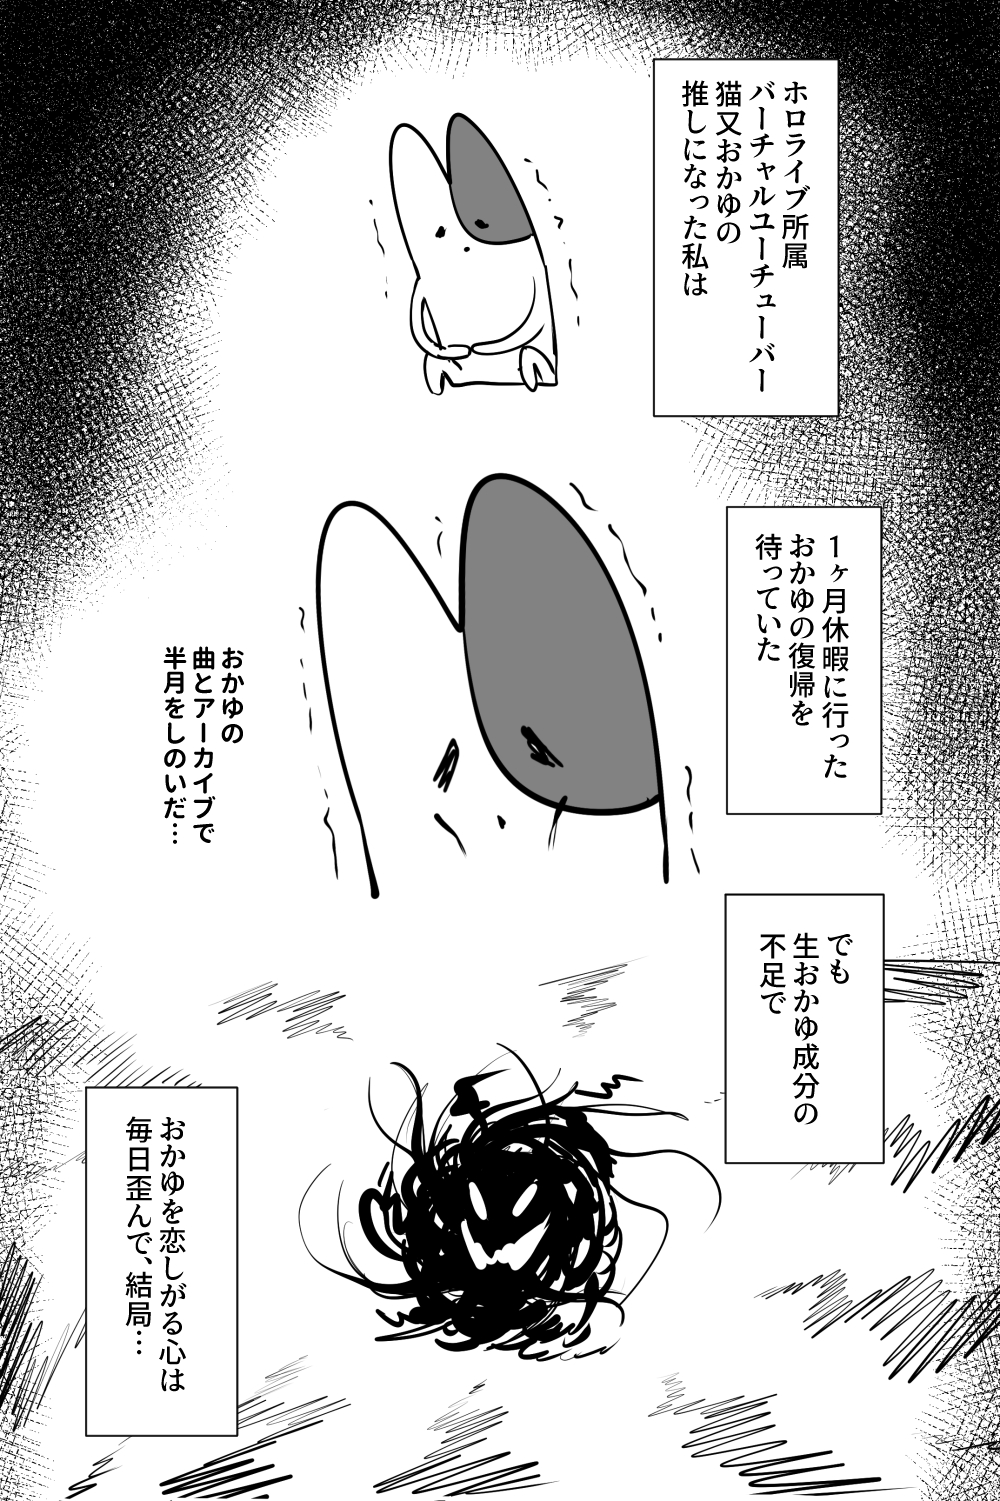 ホロライブ所属
バーチャルユーチューバー
猫又おかゆの
推しになった私は
1ヶ月休暇に行った
おかゆの復帰を
待っていた
おかゆの
曲とアーカイブで
半月をしのいだ…
でも
生おかゆ成分の
不足で
おかゆを恋しがる心は
毎日歪んで、結局…